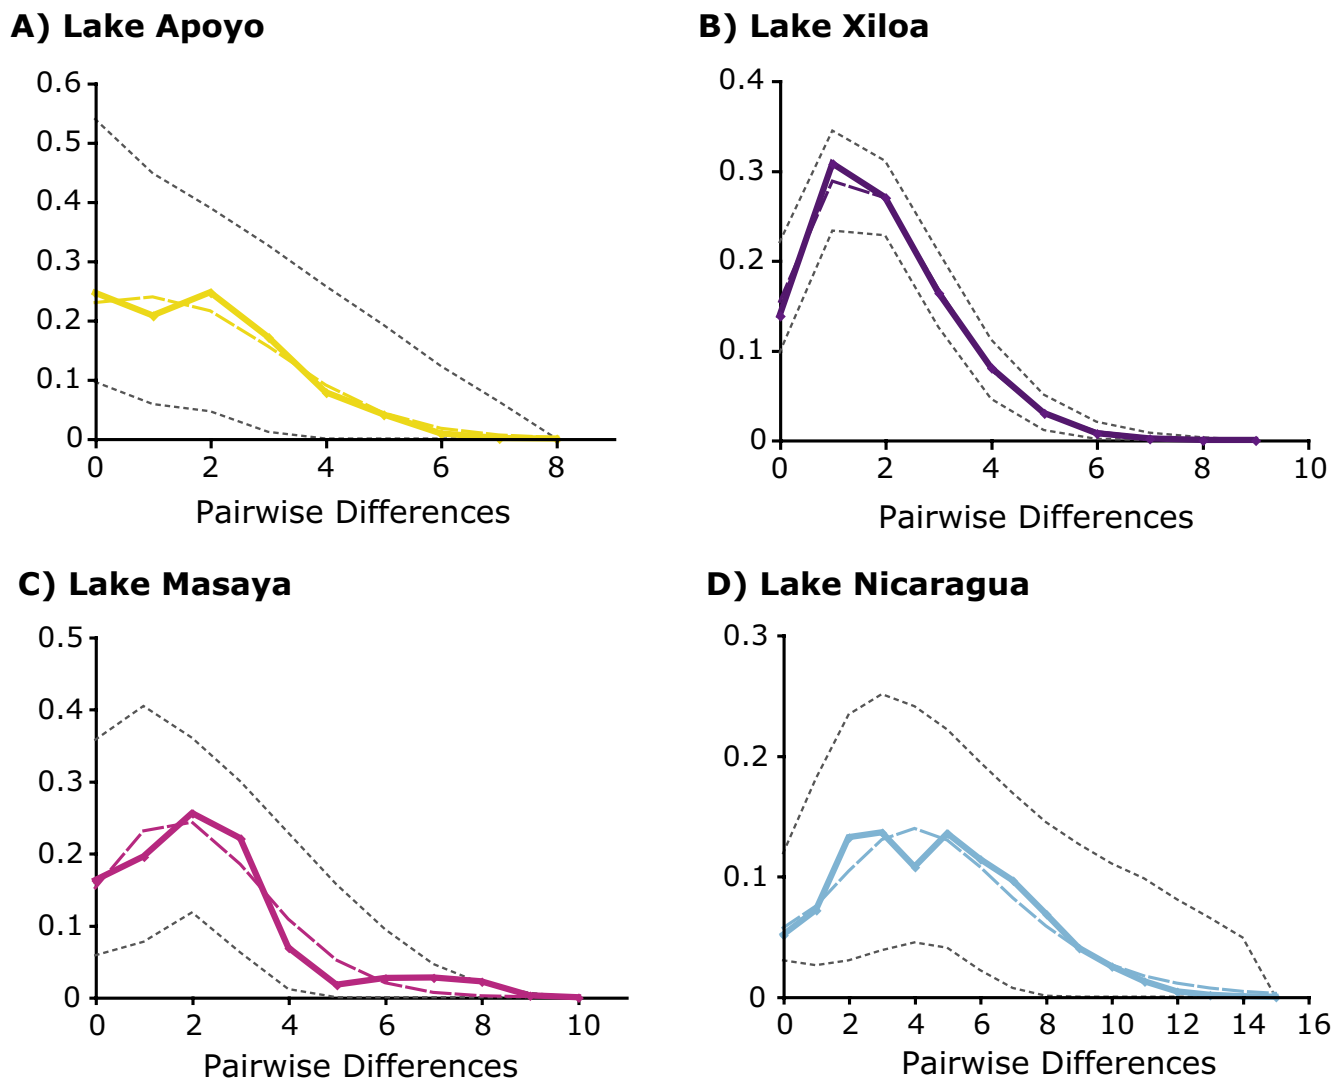 A) Lake Apoyo
0.6
0.5
0.4
0.3
0.2
0.1
0
0 2 4 6 8
Pairwise Differences
B) Lake Xiloa
0.4
0.3
0.2
0.1
0
0 2 4 6 8 10
Pairwise Differences
C) Lake Masaya
0.5
0.4
0.3
0.2
0.1
0
0 2 4 6 8 10
Pairwise Differences
D) Lake Nicaragua
0.3
0.2
0.1
0
0 2 4 6 8 10 12 14 16
Pairwise Differences